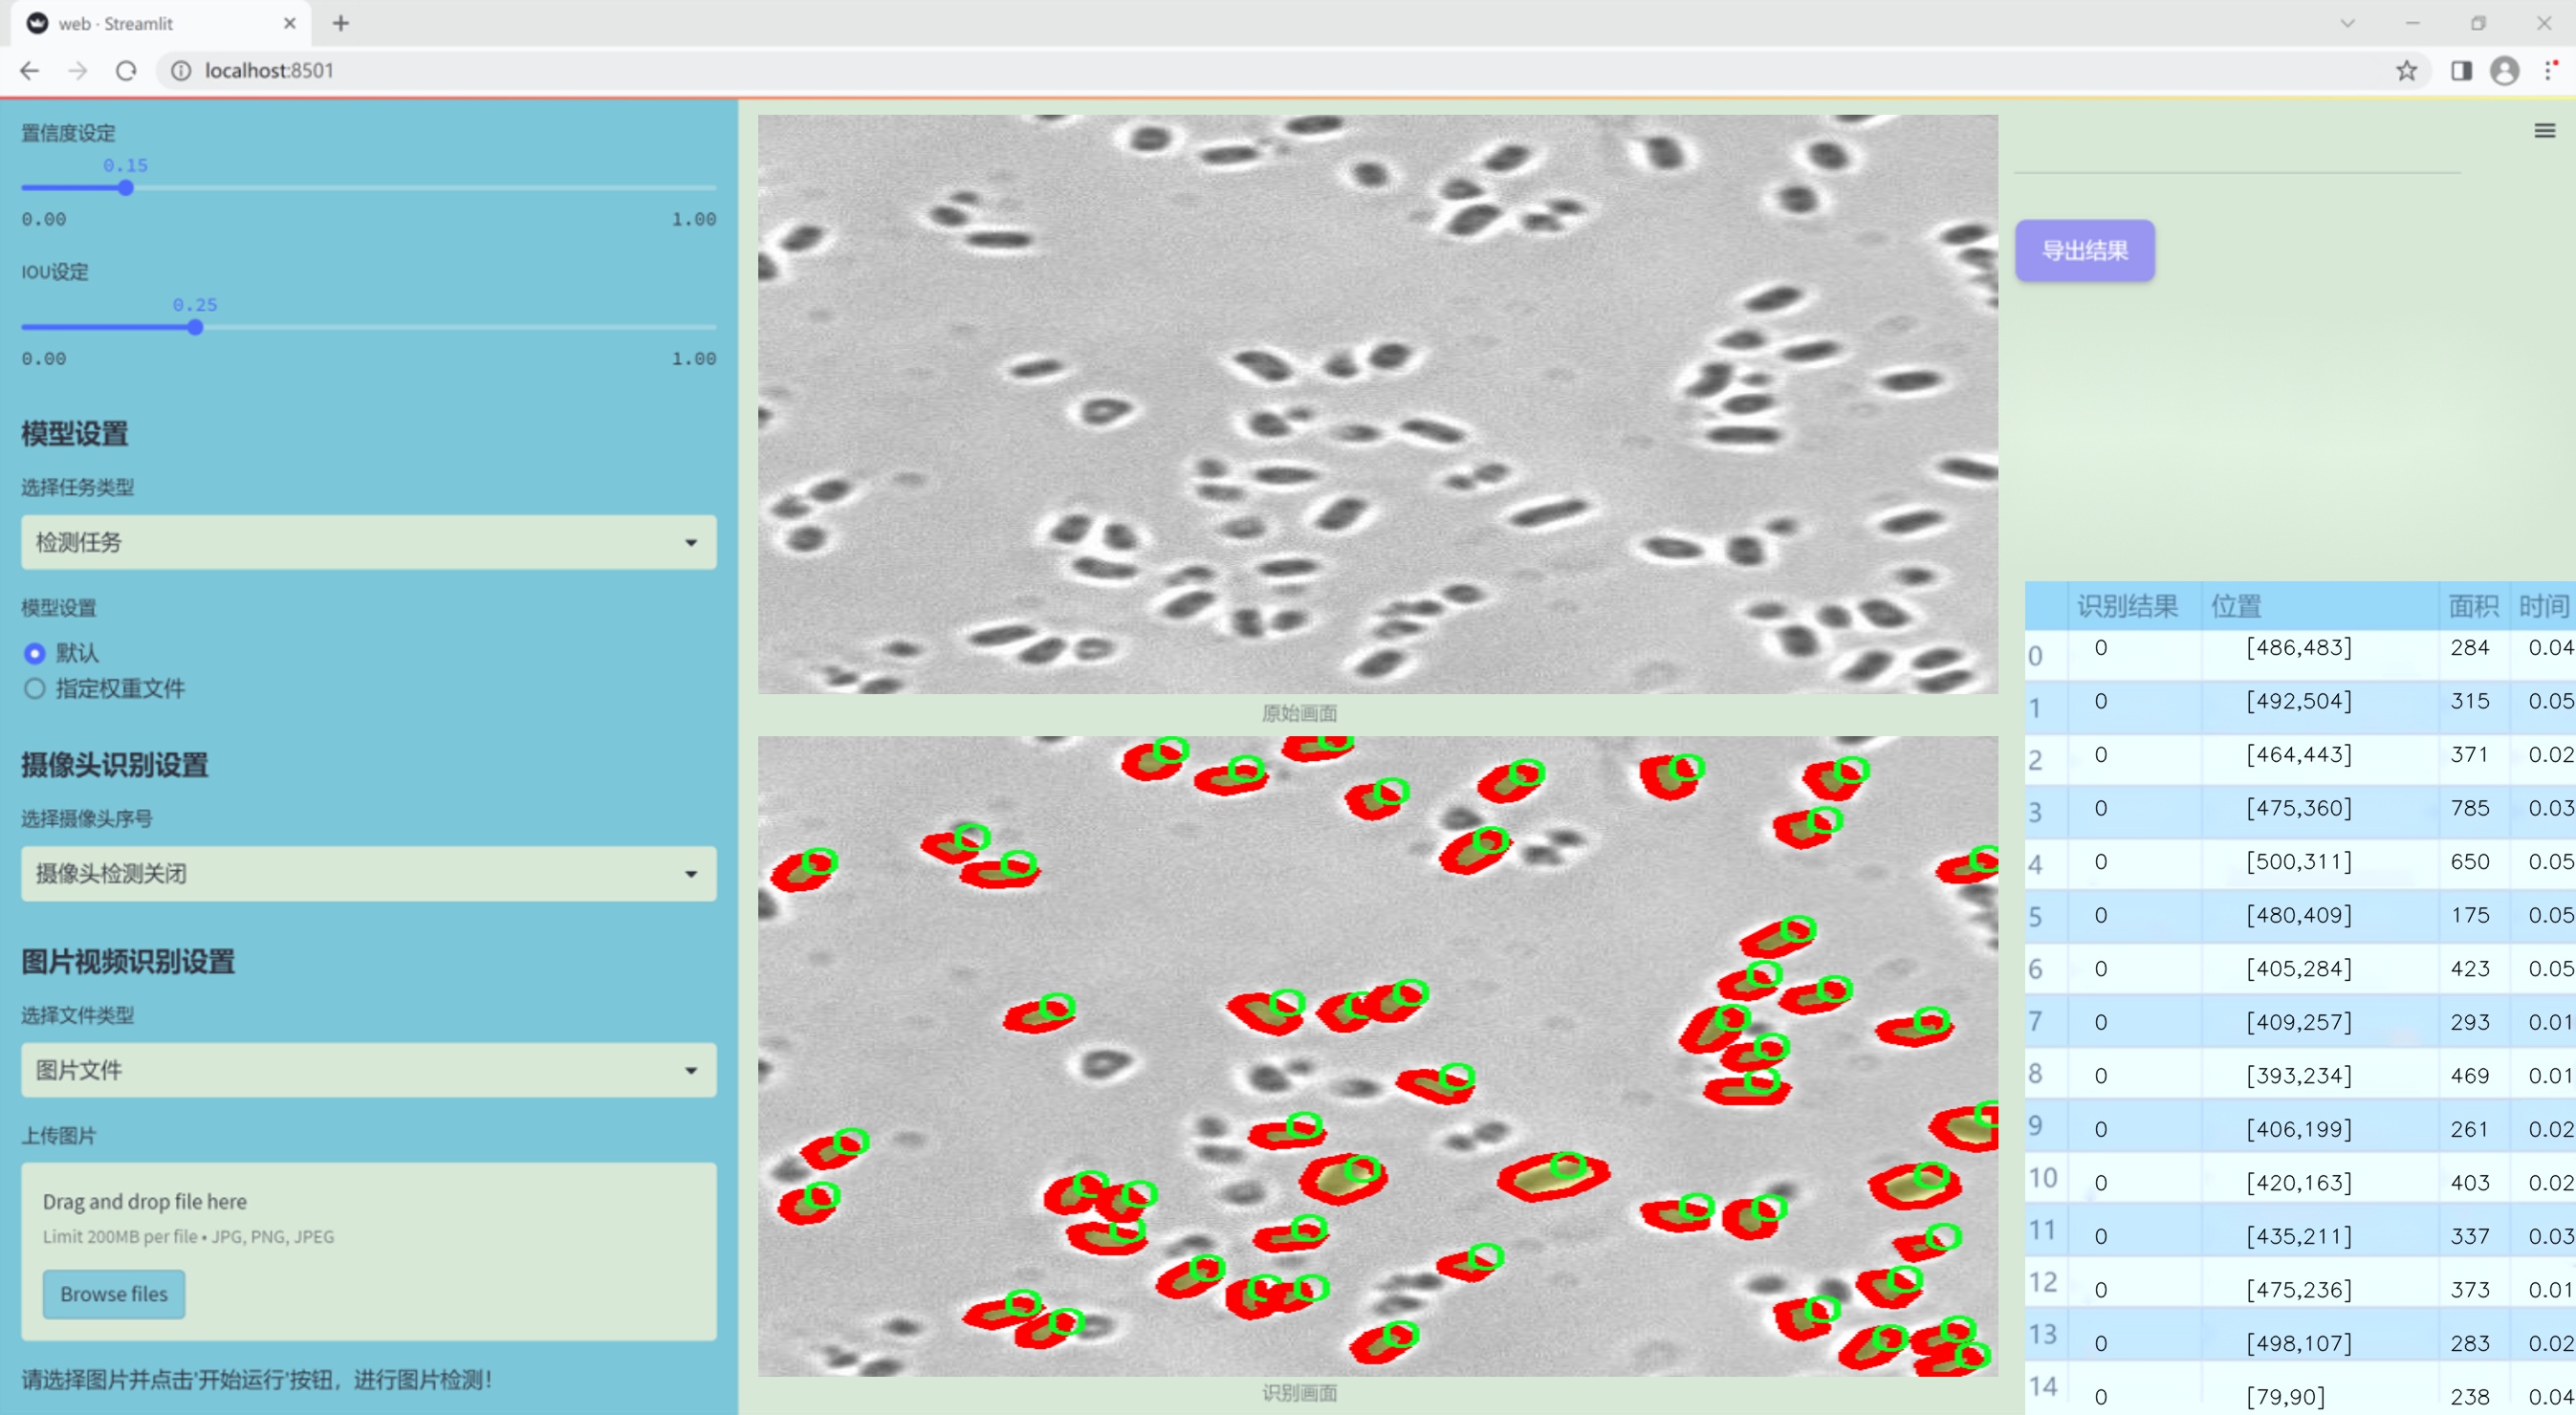 web · Streamlit
localhost:8501
置信度设定
0.15
0.00 1.00
IOU设定
0.25
0.00 1.00
模型设置
选择任务类型
检测任务
模型设置
默认
指定权重文件
摄像头识别设置
选择摄像头序号
摄像头检测关闭
图片视频识别设置
选择文件类型
图片文件
上传图片
Drag and drop file here
Limit 200MB per file • JPG, PNG, JPEG
Browse files
请选择图片并点击'开始运行'按钮，进行图片检测！
原始画面
识别画面
导出结果
识别结果 位置 面积 时间
0 0 [486,483] 284 0.04
1 0 [492,504] 315 0.05
2 0 [464,443] 371 0.02
3 0 [475,360] 785 0.03
4 0 [500,311] 650 0.05
5 0 [480,409] 175 0.05
6 0 [405,284] 423 0.05
7 0 [409,257] 293 0.01
8 0 [393,234] 469 0.01
9 0 [406,199] 261 0.02
10 0 [420,163] 403 0.02
11 0 [435,211] 337 0.03
12 0 [475,236] 373 0.01
13 0 [498,107] 283 0.02
14 0 [79,90] 238 0.04